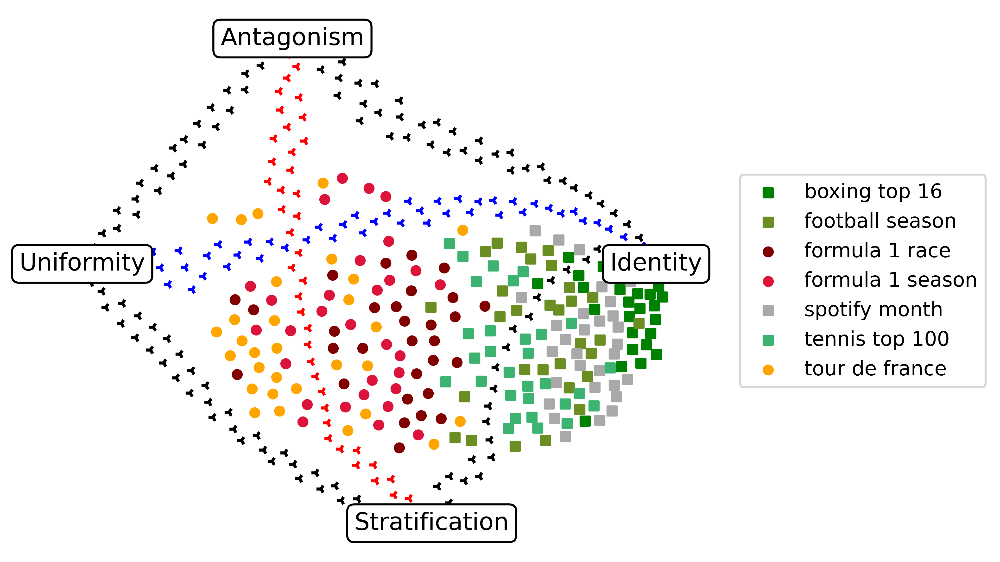 Antagonism
Uniformity
Identity
Stratification
boxing top 16
football season
formula 1 race
formula 1 season
spotify month
tennis top 100
tour de france